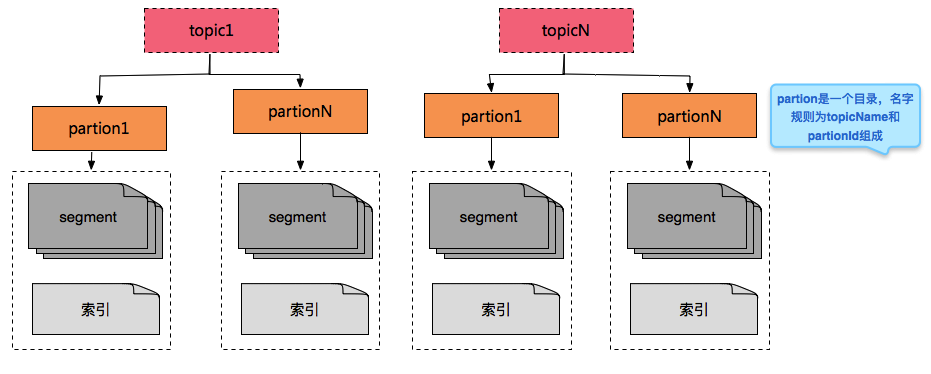 topic1
topicN
partion1
partionN
partion1
partionN
partion是一个目录，名字
规则为topicName和
partionId组成
segment
segment
segment
segment
索引
索引
索引
索引